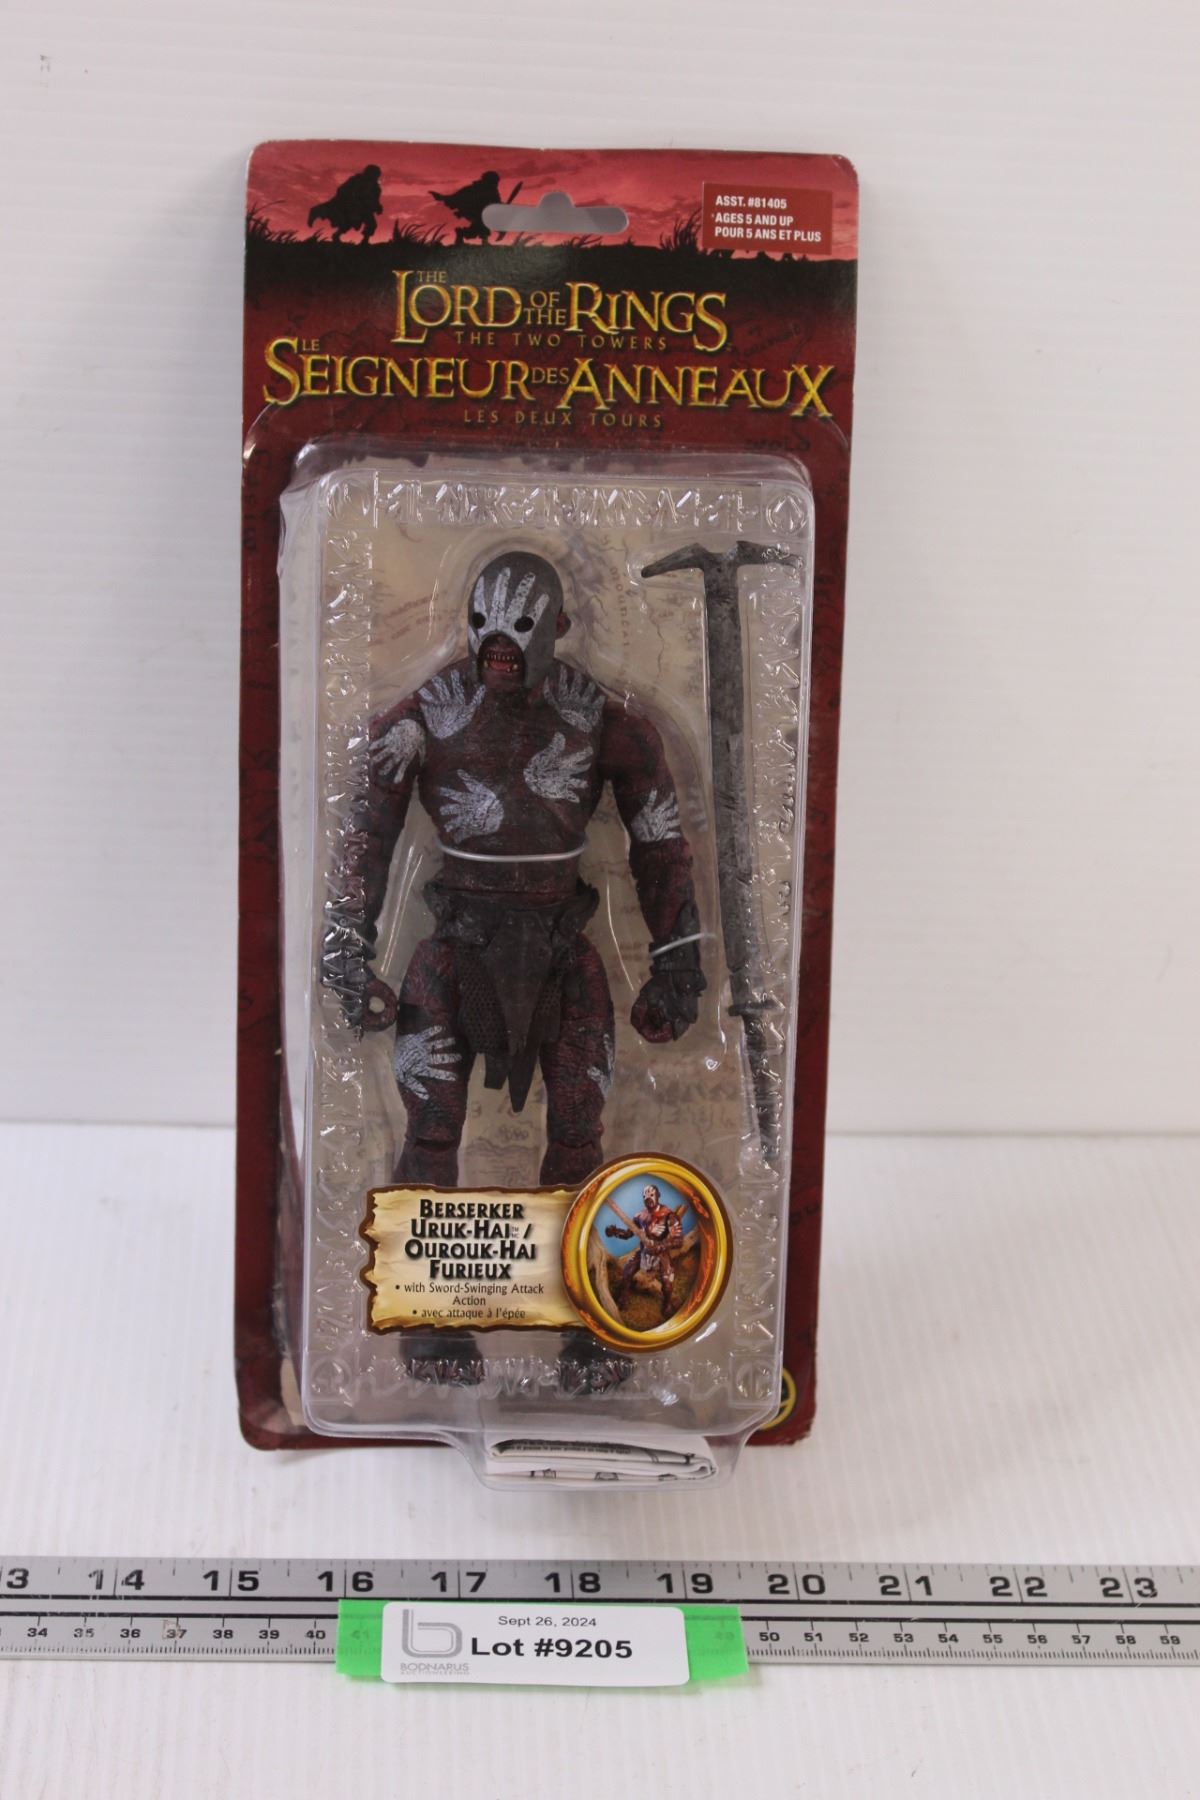 ASST. #81405
AGES 5 AND UP
POUR 5 ANS ET PLUS
THE LORD OF THE RINGS
THE TWO TOWERS
LE SEIGNEUR DES ANNEAUX
LES DEUX TOURS
BERSERKER
URUK-HAI™ /
OUROUK-HAI
FURIEUX
• with Sword-Swinging Attack
Action
• avec attaque à l'épée
13 14 15 16 17 18 19 20 21 22 23
34 35 36 37 38 39 40 41 49 50 51 52 53 54 55 56 57 58 59
Sept 26, 2024
Lot #9205
BODNARUS
AUCTIONEERING